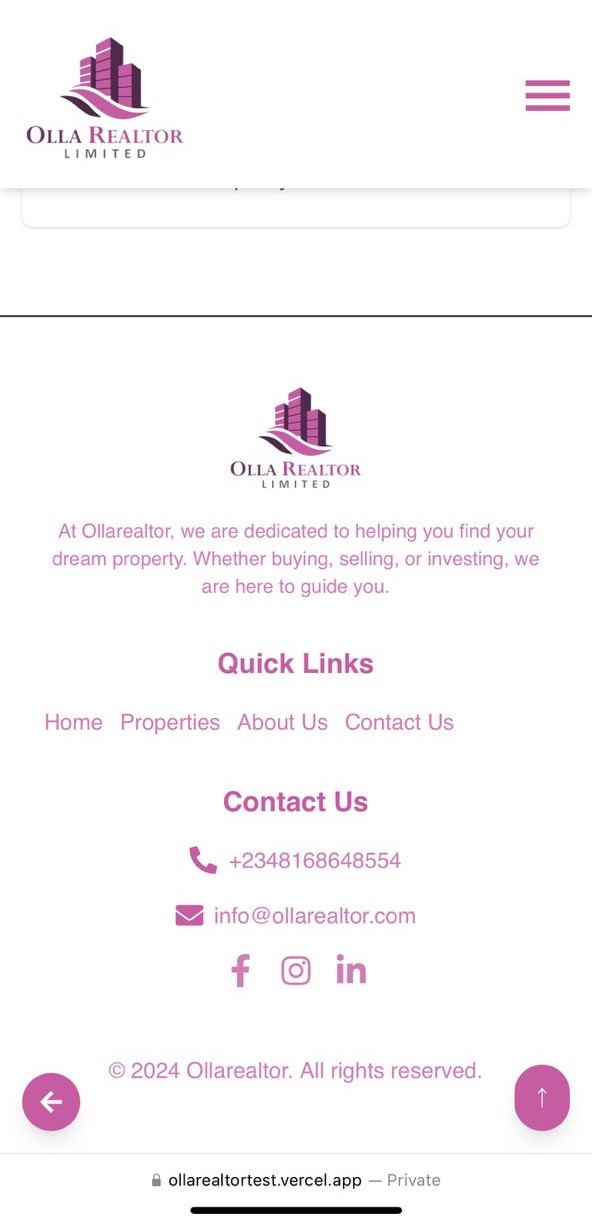 OLLA REALTOR
LIMITED
OLLA REALTOR
LIMITED
At Ollarealtor, we are dedicated to helping you find your
dream property. Whether buying, selling, or investing, we
are here to guide you.
Quick Links
Home Properties About Us Contact Us
Contact Us
+2348168648554
info@ollarealtor.com
© 2024 Ollarealtor. All rights reserved.
ollarealtortest.vercel.app — Private